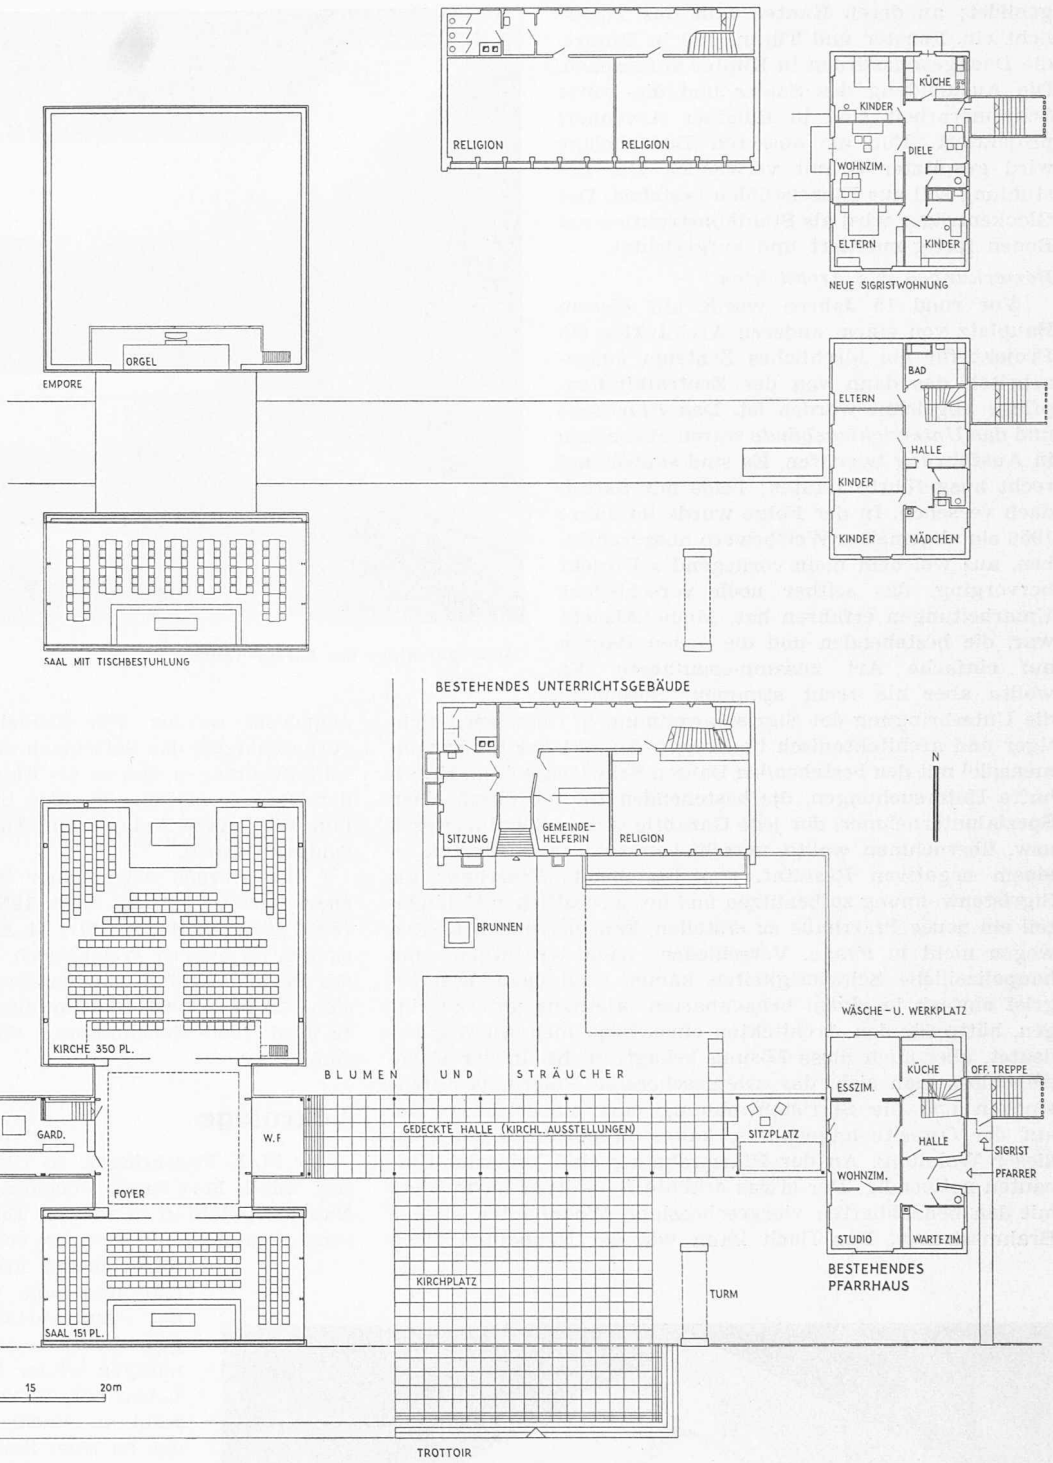 RELIGION
RELIGION
KÜCHE
KINDER
DIELE
WOHNZIM.
ELTERN
KINDER
NEUE SIGRISTWOHNUNG
ORGEL
EMPORE
BAD
ELTERN
HALLE
KINDER
KINDER
MÄDCHEN
SAAL MIT TISCHBESTUHLUNG
BESTEHENDES UNTERRICHTSGEBÄUDE
N
SITZUNG
GEMEINDE-
HELFERIN
RELIGION
BRUNNEN
KIRCHE 350 PL.
WÄSCHE-U. WERKPLATZ
BLUMEN UND STRÄUCHER
KÜCHE
OFF. TREPPE
ESSZIM.
GARD.
W.F
GEDECKTE HALLE (KIRCHL. AUSSTELLUNGEN)
SITZPLATZ
HALLE
SIGRIST
PFARRER
WOHNZIM.
FOYER
STUDIO
WARTEZIM.
BESTEHENDES
PFARRHAUS
KIRCHPLATZ
TURM
SAAL 151 PL.
15 20m
TROTTOIR